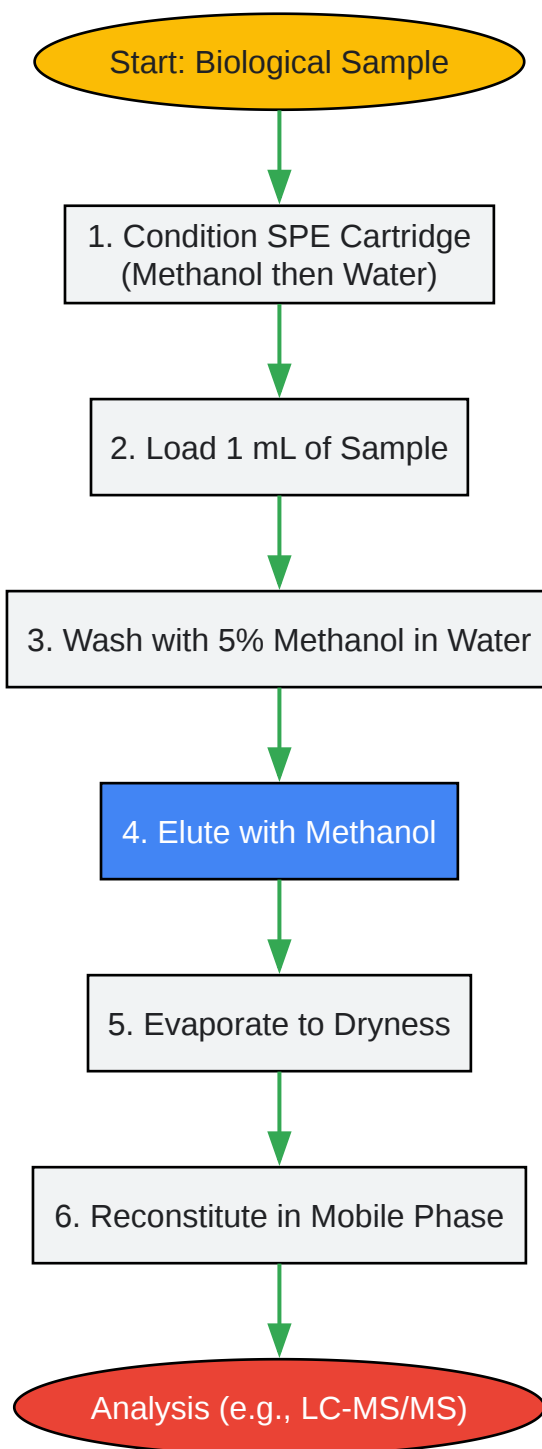 Start: Biological Sample
1. Condition SPE Cartridge
(Methanol then Water)
2. Load 1 mL of Sample
3. Wash with 5% Methanol in Water
4. Elute with Methanol
5. Evaporate to Dryness
6. Reconstitute in Mobile Phase
Analysis (e.g., LC-MS/MS)